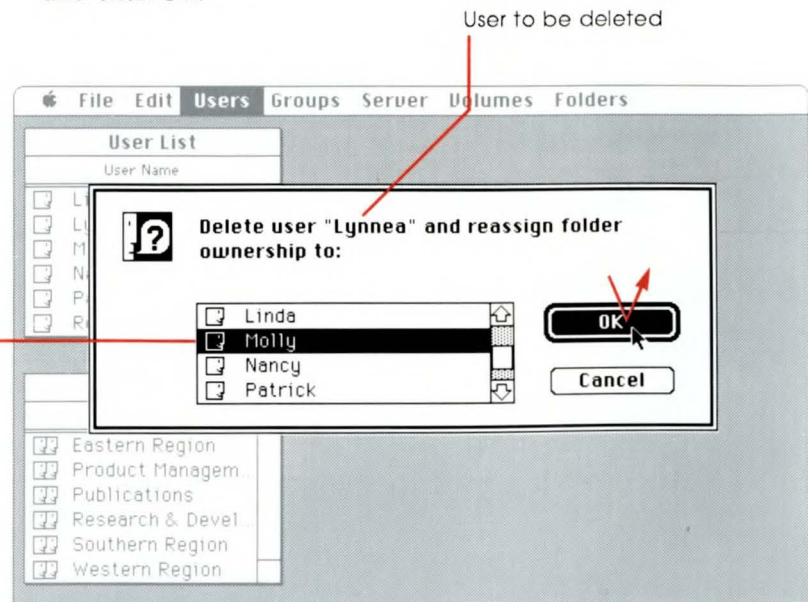 User to be deleted
File Edit Users Groups Server Volumes Folders
User List
User Name
Delete user "Lynnea" and reassign folder
ownership to:
Linda
Molly
Nancy
Patrick
OK
Cancel
Eastern Region
Product Managem...
Publications
Research & Devel...
Southern Region
Western Region